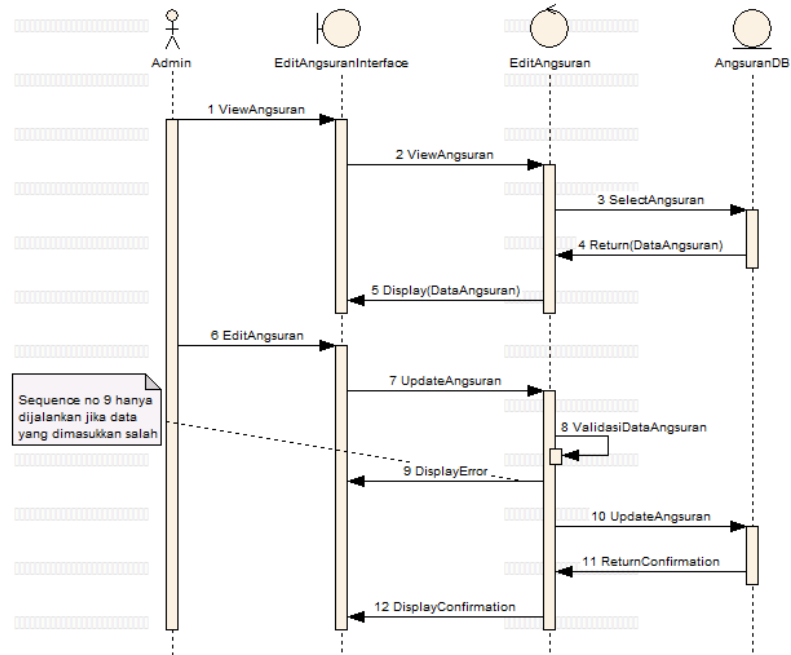 Admin
EditAngsuranInterface
EditAngsuran
AngsuranDB
1 ViewAngsuran
2 ViewAngsuran
3 SelectAngsuran
4 Return(DataAngsuran)
5 Display(DataAngsuran)
6 EditAngsuran
7 UpdateAngsuran
Sequence no 9 hanya
dijalankan jika data
yang dimasukkan salah
8 ValidasiDataAngsuran
9 DisplayError
10 UpdateAngsuran
11 ReturnConfirmation
12 DisplayConfirmation